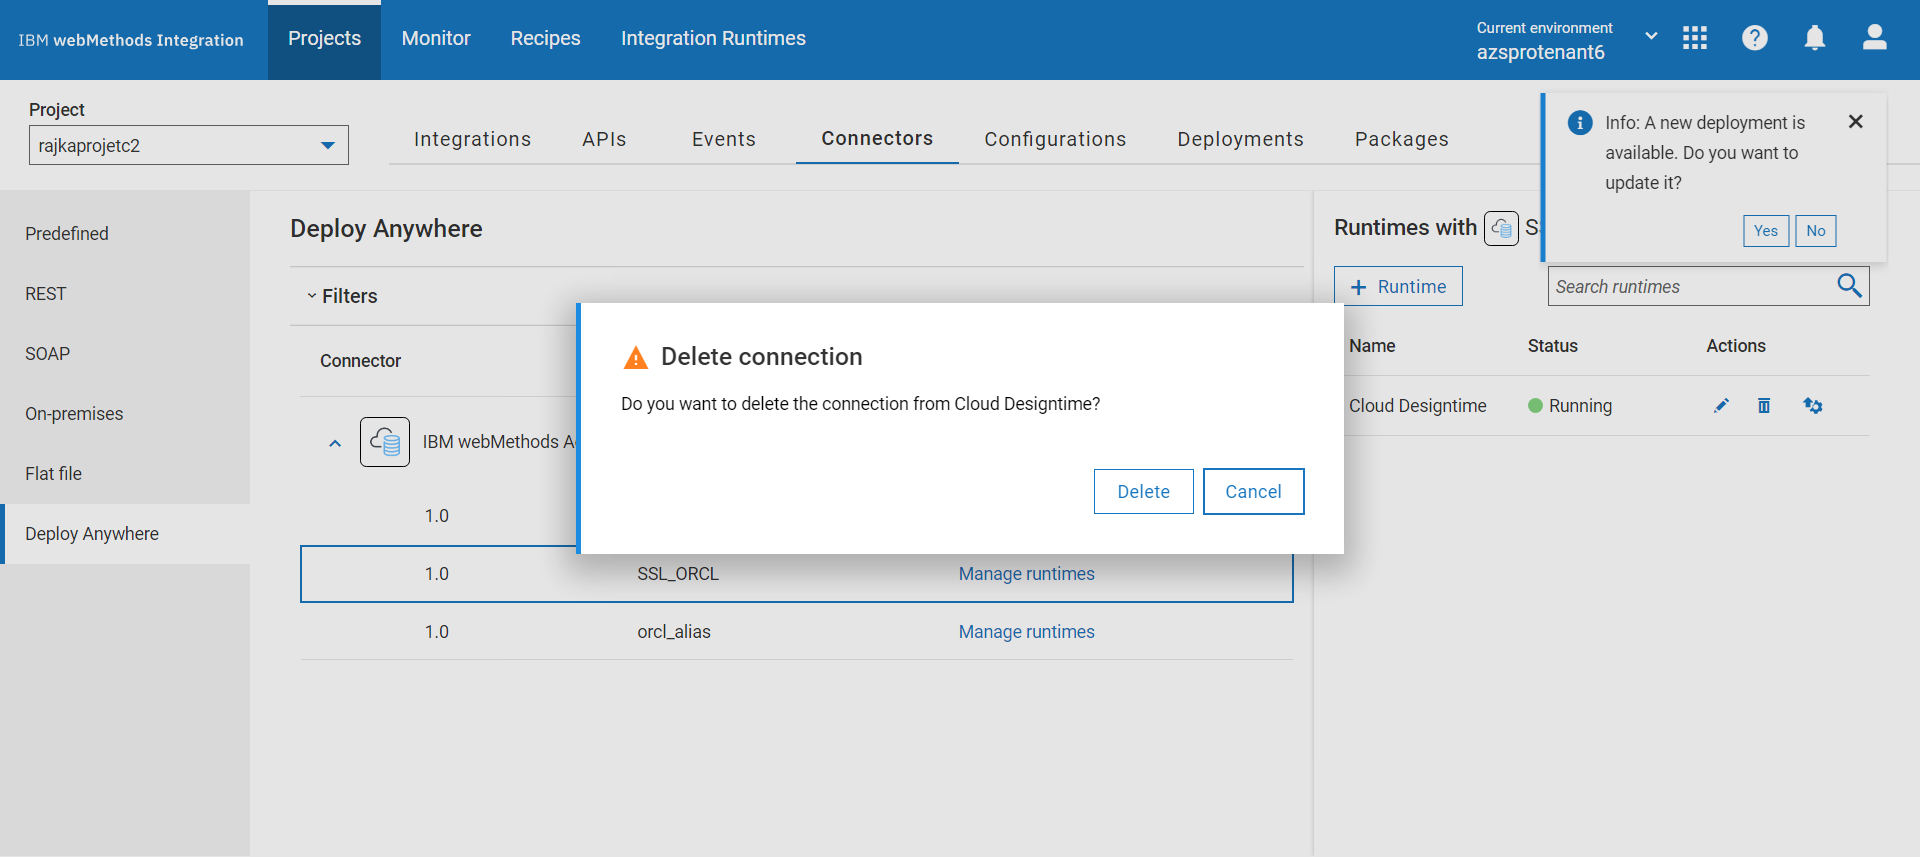 IBM webMethods Integration
Projects
Monitor
Recipes
Integration Runtimes
Current environment
azsprotenant6
Project
rajkaprojetc2
Integrations
APIs
Events
Connectors
Configurations
Deployments
Packages
Info: A new deployment is
available. Do you want to
update it?
Yes
No
Predefined
REST
SOAP
On-premises
Flat file
Deploy Anywhere
Deploy Anywhere
Filters
Connector
IBM webMethods
1.0
1.0 SSL_ORCL Manage runtimes
1.0 orcl_alias Manage runtimes
Delete connection
Do you want to delete the connection from Cloud Designtime?
Delete
Cancel
Runtimes with
Runtime
Search runtimes
Name Status Actions
Cloud Designtime Running